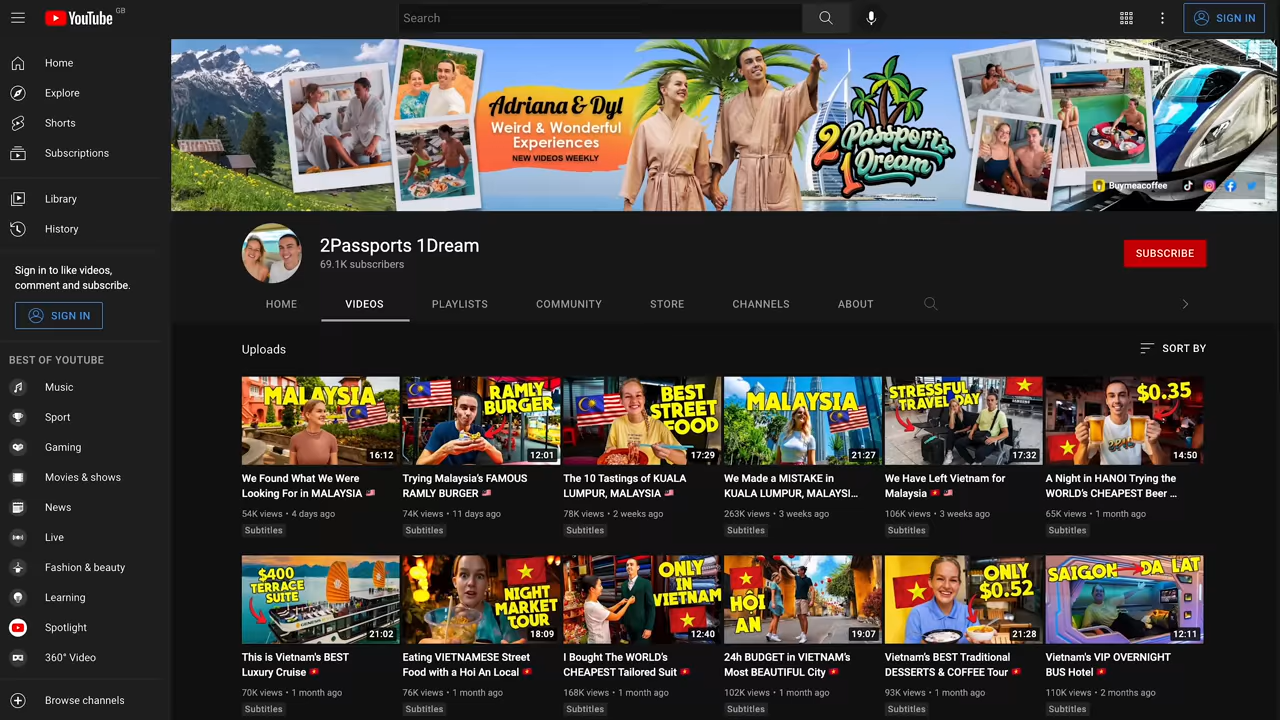 YouTube GB
Search
SIGN IN
Home
Explore
Shorts
Subscriptions
Library
History
Sign in to like videos,
comment and subscribe.
SIGN IN
BEST OF YOUTUBE
Music
Sport
Gaming
Movies & shows
News
Live
Fashion & beauty
Learning
Spotlight
360° Video
Browse channels
Adriana & Dyl
Weird & Wonderful
Experiences
NEW VIDEOS WEEKLY
2 Passports
1 Dream
Buymeacoffee
2Passports 1Dream
69.1K subscribers
SUBSCRIBE
HOME VIDEOS PLAYLISTS COMMUNITY STORE CHANNELS ABOUT
Uploads
SORT BY
MALAYSIA
16:12
We Found What We Were
Looking For in MALAYSIA 🇲🇾
54K views • 4 days ago
Subtitles
RAMLY
BURGER
12:01
Trying Malaysia's FAMOUS
RAMLY BURGER 🇲🇾
74K views • 11 days ago
Subtitles
BEST
STREET
FOOD
17:29
The 10 Tastings of KUALA
LUMPUR, MALAYSIA 🇲🇾
78K views • 2 weeks ago
Subtitles
MALAYSIA
21:27
We Made a MISTAKE in
KUALA LUMPUR, MALAYSI...
263K views • 3 weeks ago
Subtitles
STRESSFUL
TRAVEL DAY
17:32
We Have Left Vietnam for
Malaysia 🇻🇳 🇲🇾
106K views • 3 weeks ago
Subtitles
$0.35
14:50
A Night in HANOI Trying the
WORLD's CHEAPEST Beer ...
65K views • 1 month ago
Subtitles
$400
TERRACE
SUITE
21:02
This is Vietnam's BEST
Luxury Cruise 🇻🇳
70K views • 1 month ago
Subtitles
NIGHT
MARKET
TOUR
18:09
Eating VIETNAMESE Street
Food with a Hoi An Local 🇻🇳
76K views • 1 month ago
Subtitles
ONLY
IN
VIETNAM
12:40
I Bought The WORLD's
CHEAPEST Tailored Suit 🇻🇳
168K views • 1 month ago
Subtitles
HỘI
AN
19:07
24h BUDGET in VIETNAM's
Most BEAUTIFUL City 🇻🇳
102K views • 1 month ago
Subtitles
ONLY
$0.52
21:28
Vietnam's BEST Traditional
DESSERTS & COFFEE Tour 🇻🇳
93K views • 1 month ago
Subtitles
SAIGON DA LAT
12:11
Vietnam's VIP OVERNIGHT
BUS Hotel 🇻🇳
110K views • 2 months ago
Subtitles